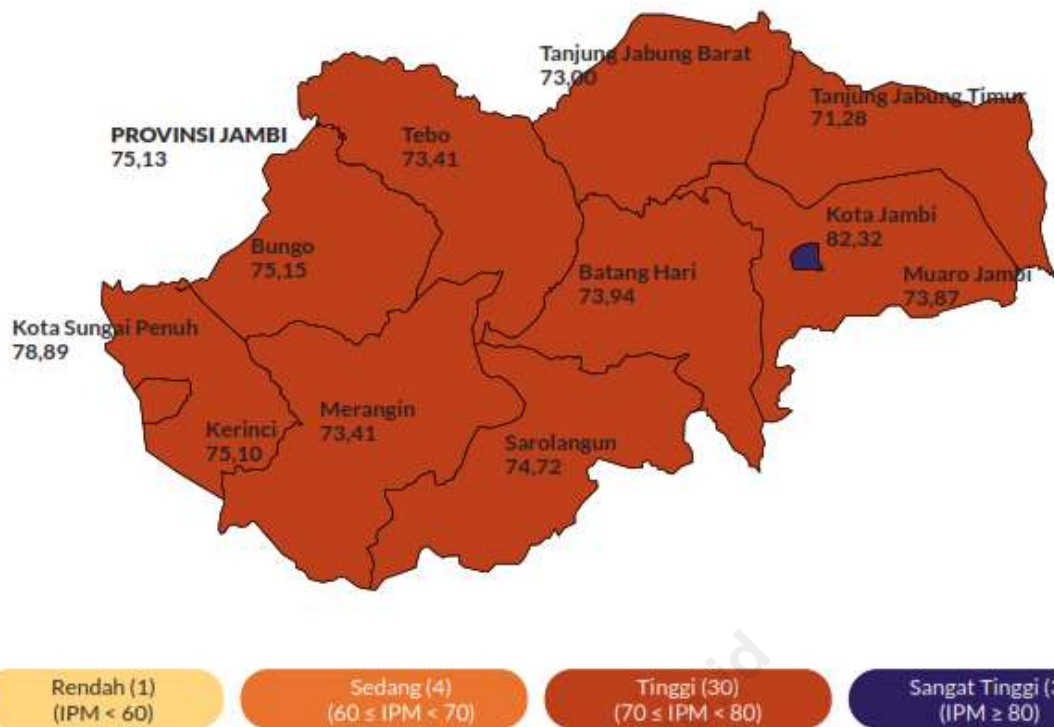 Tanjung Jabung Barat
73,00
Tanjung Jabung Timur
71,28
PROVINSI JAMBI
75,13
Tebo
73,41
Kota Jambi
82,32
Bungo
75,15
Batang Hari
73,94
Muaro Jambi
73,87
Kota Sungai Penuh
78,89
Merangin
73,41
Kerinci
75,10
Sarolangun
74,72
id
Rendah (1)
(IPM < 60)
Sedang (4)
(60 ≤ IPM < 70)
Tinggi (30)
(70 ≤ IPM < 80)
Sangat Tinggi (
(IPM ≥ 80)